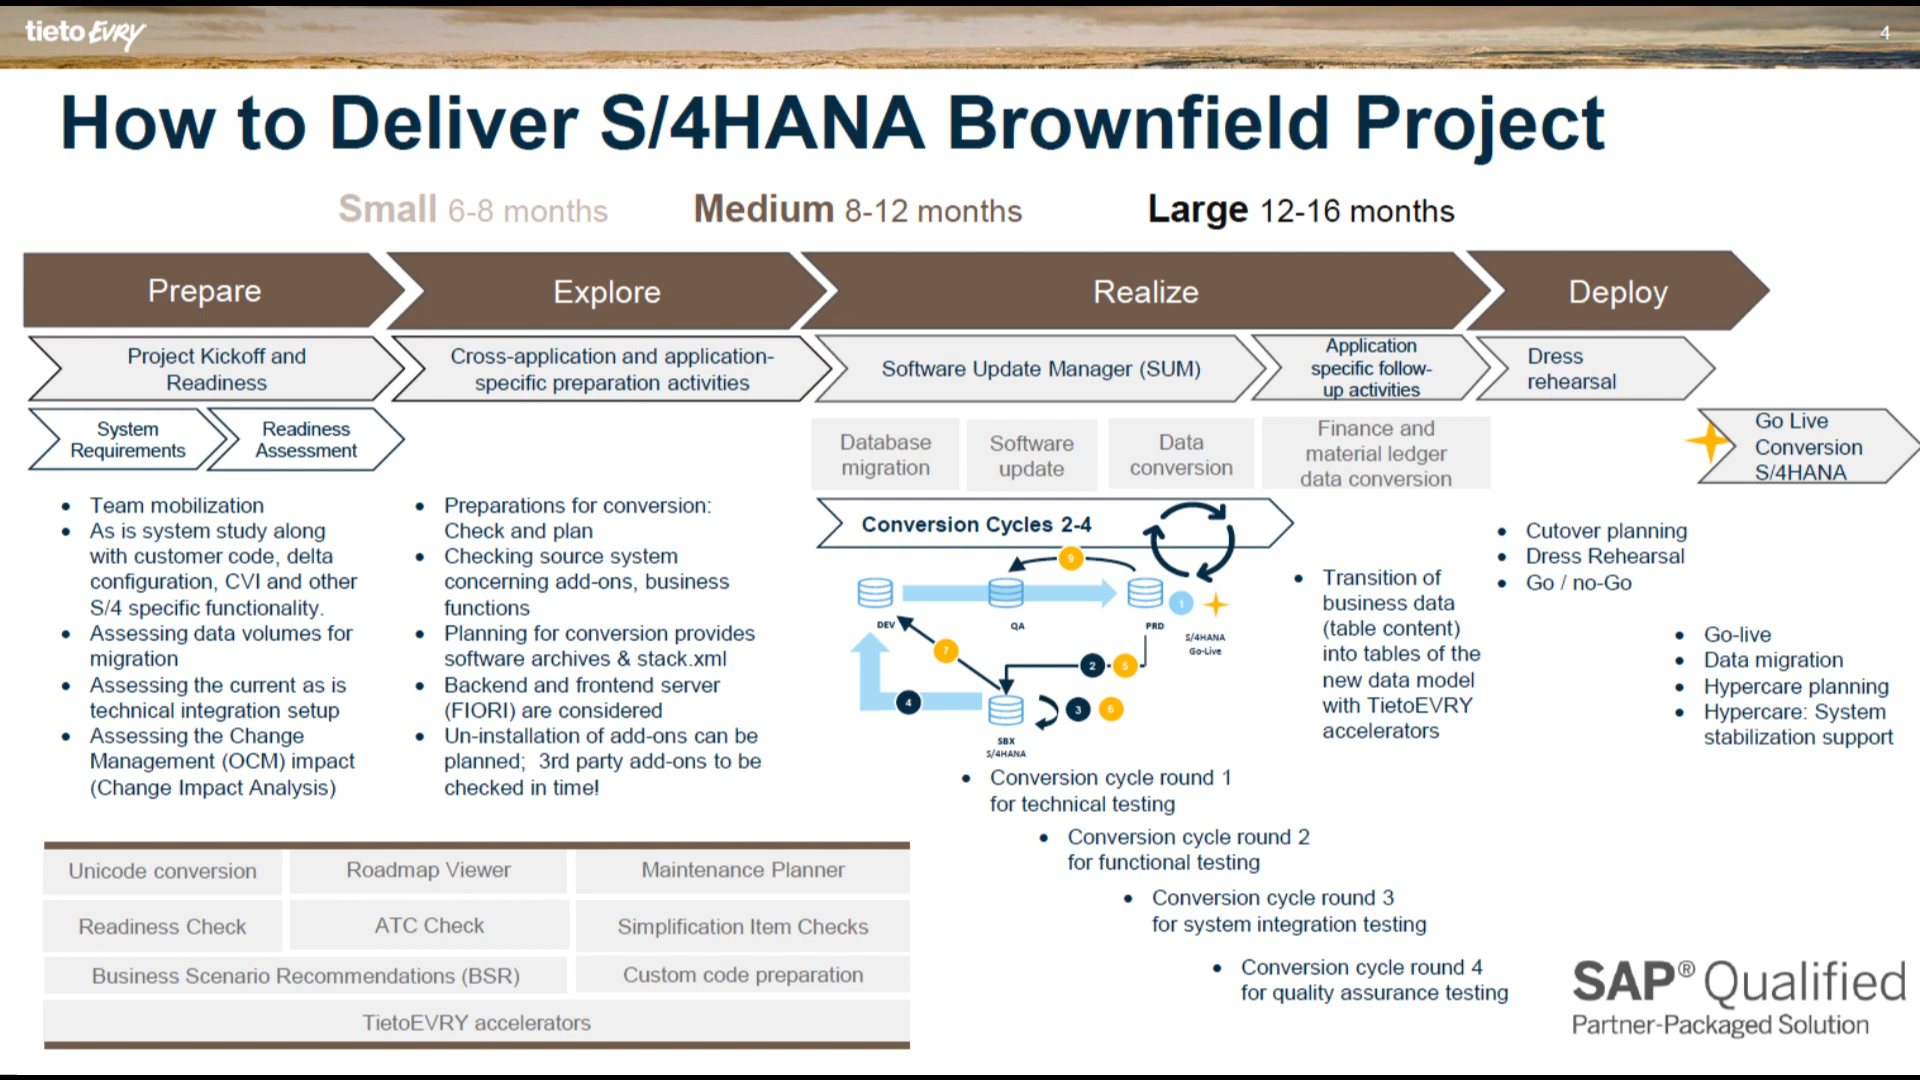 tieto EVRY
4
How to Deliver S/4HANA Brownfield Project
Small 6-8 months
Medium 8-12 months
Large 12-16 months
Prepare
Explore
Realize
Deploy
Project Kickoff and
Readiness
Cross-application and application-
specific preparation activities
Software Update Manager (SUM)
Application
specific follow-
up activities
Dress
rehearsal
System
Requirements
Readiness
Assessment
Database
migration
Software
update
Data
conversion
Finance and
material ledger
data conversion
Go Live
Conversion
S/4HANA
• Team mobilization
• As is system study along
with customer code, delta
configuration, CVI and other
S/4 specific functionality.
• Assessing data volumes for
migration
• Assessing the current as is
technical integration setup
• Assessing the Change
Management (OCM) impact
(Change Impact Analysis)
• Preparations for conversion:
Check and plan
• Checking source system
concerning add-ons, business
functions
• Planning for conversion provides
software archives & stack.xml
• Backend and frontend server
(FIORI) are considered
• Un-installation of add-ons can be
planned; 3rd party add-ons to be
checked in time!
Conversion Cycles 2-4
9
1
DEV
QA
PRD
S/4HANA
Go-Live
7
2
5
4
3
6
SBX
S/4HANA
• Conversion cycle round 1
for technical testing
• Conversion cycle round 2
for functional testing
• Conversion cycle round 3
for system integration testing
• Conversion cycle round 4
for quality assurance testing
• Transition of
business data
(table content)
into tables of the
new data model
with TietoEVRY
accelerators
• Cutover planning
• Dress Rehearsal
• Go / no-Go
• Go-live
• Data migration
• Hypercare planning
• Hypercare: System
stabilization support
Unicode conversion
Roadmap Viewer
Maintenance Planner
Readiness Check
ATC Check
Simplification Item Checks
Business Scenario Recommendations (BSR)
Custom code preparation
TietoEVRY accelerators
SAP® Qualified
Partner-Packaged Solution